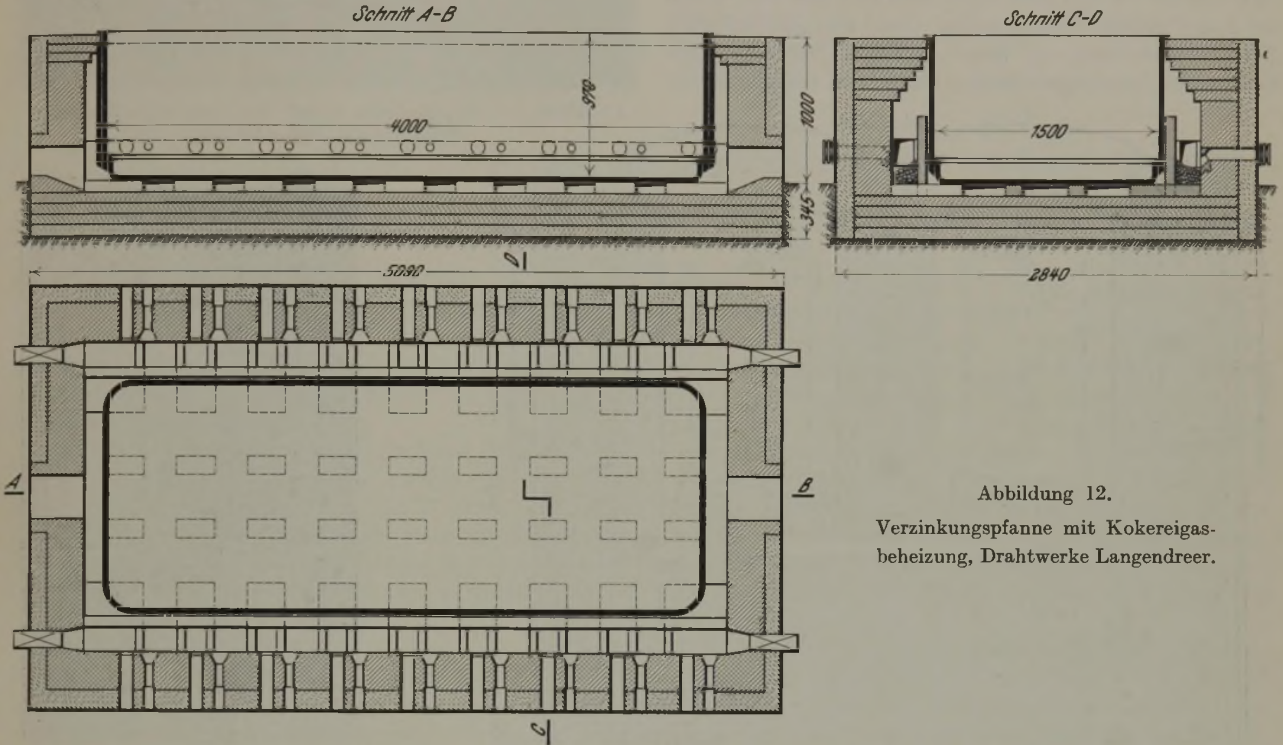 Schnitt A-B
Schnitt C-D
970
4000
1000
1500
345
D
5090
2840
A
B
C
Abbildung 12.
Verzinkungspfanne mit Kokereigas-
beheizung, Drahtwerke Langendreer.